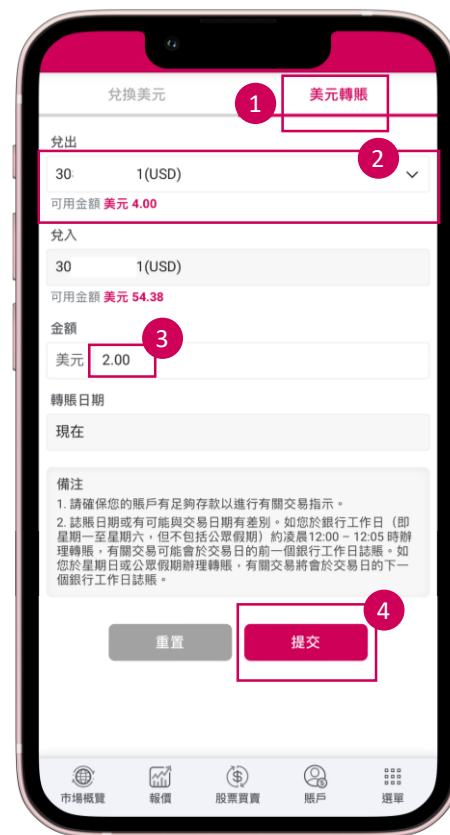 兌換美元
1
美元轉賬
兌出
2
30 1(USD)
可用金額 美元 4.00
兌入
30 1(USD)
可用金額 美元 54.38
金額
3
美元 2.00
轉賬日期
現在
備注
1. 請確保您的賬戶有足夠存款以進行有關交易指示。
2. 誌賬日期或有可能與交易日期有差別。如您於銀行工作日（即
星期一至星期六，但不包括公眾假期）約凌晨12:00 – 12:05 時辦
理轉賬，有關交易可能會於交易日的前一個銀行工作日誌賬。如
您於星期日或公眾假期辦理轉賬，有關交易將會於交易日的下一
個銀行工作日誌賬。
4
重置 提交
市場概覽 報價 股票買賣 賬戶 選單